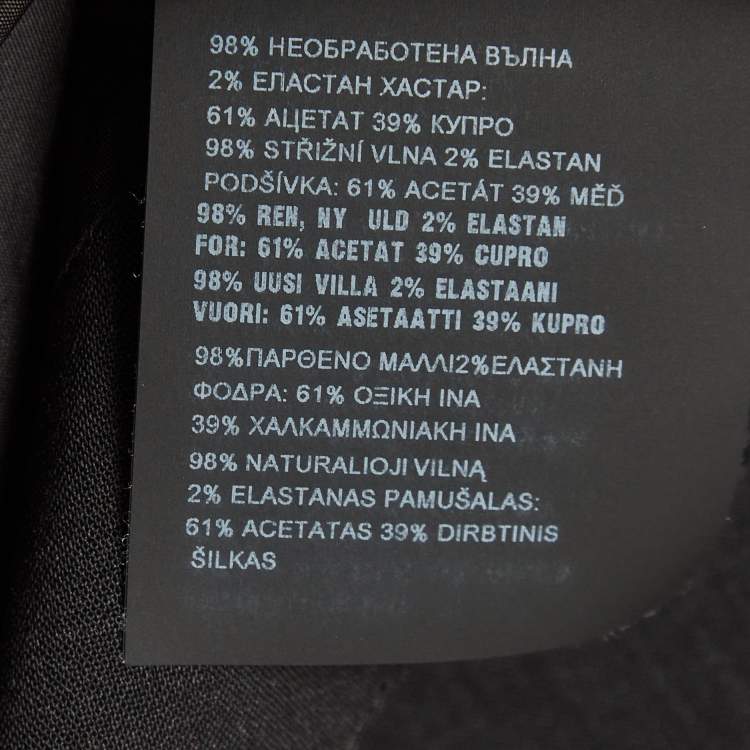 98% НЕОБРАБОТЕНА ВЪЛНА
2% ЕЛАСТАН ХАСТАР:
61% АЦЕТАТ 39% КУПРО
98% STŘIŽNÍ VLNA 2% ELASTAN
PODŠÍVKA: 61% ACETÁT 39% MĚĎ
98% REN, NY ULD 2% ELASTAN
FOR: 61% ACETAT 39% CUPRO
98% UUSI VILLA 2% ELASTAANI
VUORI: 61% ASETAATTI 39% KUPRO
98%ΠΑΡΘΕΝΟ ΜΑΛΛΙ2%ΕΛΑΣΤΑΝΗ
ΦΟΔΡΑ: 61% ΟΞΙΚΗ ΙΝΑ
39% ΧΑΛΚΑΜΜΩΝΙΑΚΗ ΙΝΑ
98% NATURALIOJI VILNĄ
2% ELASTANAS PAMUŠALAS:
61% ACETATAS 39% DIRBTINIS
ŠILKAS